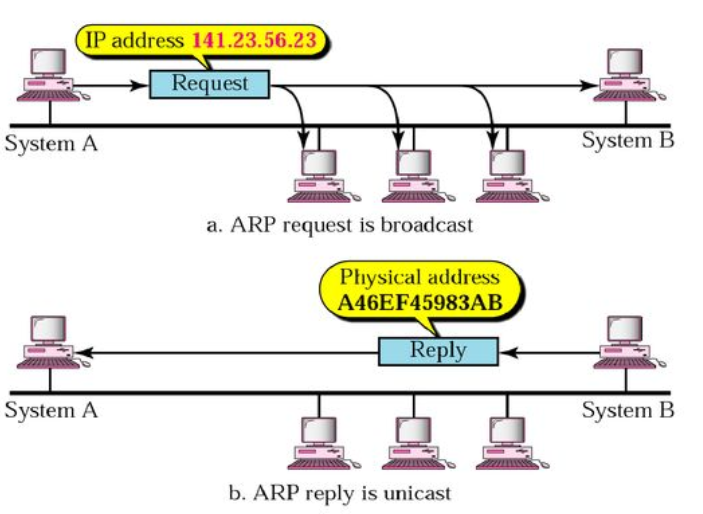 IP address 141.23.56.23
Request
System A
System B
a. ARP request is broadcast
Physical address
A46EF45983AB
Reply
System A
System B
b. ARP reply is unicast